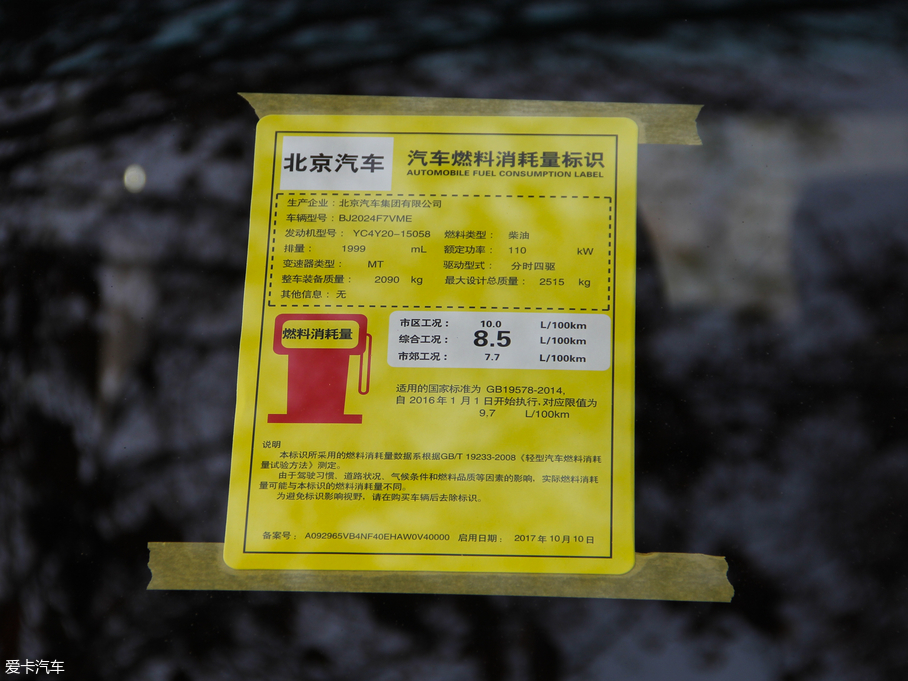 北京汽车
汽车燃料消耗量标识
AUTOMOBILE FUEL CONSUMPTION LABEL
生产企业：北京汽车集团有限公司
车辆型号：BJ2024F7VME
发动机型号： YC4Y20-15058 燃料类型： 柴油
排量： 1999 mL 额定功率： 110 kW
变速器类型： MT 驱动型式： 分时四驱
整车装备质量： 2090 kg 最大设计总质量： 2515 kg
其他信息： 无
燃料消耗量
市区工况： 10.0 L/100km
综合工况： 8.5 L/100km
市郊工况： 7.7 L/100km
适用的国家标准为 GB19578-2014,
自 2016 年 1 月 1 日开始执行，对应限值为
9.7 L/100km
说明
本标识所采用的燃料消耗量数据系根据GB/T 19233-2008《轻型汽车燃料消耗
量试验方法》测定。
由于驾驶习惯、道路状况、气候条件和燃料品质等因素的影响，实际燃料消耗
量可能与本标识的燃料消耗量不同。
为避免标识影响视野，请在购买车辆后去除标识。
备案号： A092965VB4NF40EHAW0V40000 启用日期： 2017 年 10 月 10 日
爱卡汽车